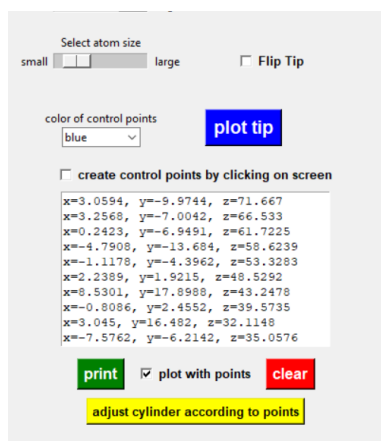 Select atom size
small large Flip Tip
color of control points
blue plot tip
create control points by clicking on screen
x=3.0594, y=-9.9744, z=71.667
x=3.2568, y=-7.0042, z=66.533
x=0.2423, y=-6.9491, z=61.7225
x=-4.7908, y=-13.684, z=58.6239
x=-1.1178, y=-4.3962, z=53.3283
x=2.2389, y=1.9215, z=48.5292
x=8.5301, y=17.8988, z=43.2478
x=-0.8086, y=2.4552, z=39.5735
x=3.045, y=16.482, z=32.1148
x=-7.5762, y=-6.2142, z=35.0576
print plot with points clear
adjust cylinder according to points